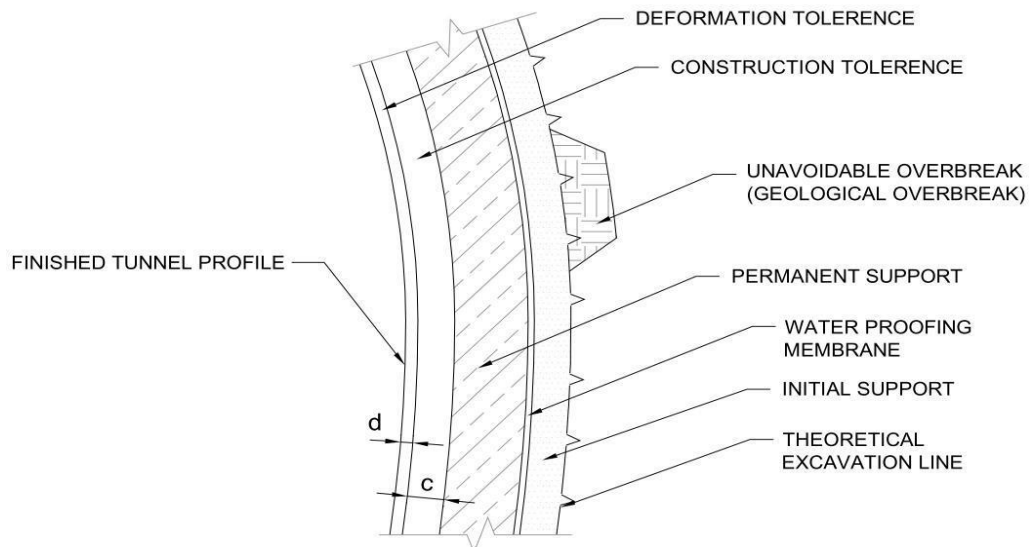 DEFORMATION TOLERENCE
CONSTRUCTION TOLERENCE
UNAVOIDABLE OVERBREAK
(GEOLOGICAL OVERBREAK)
FINISHED TUNNEL PROFILE
PERMANENT SUPPORT
WATER PROOFING
MEMBRANE
INITIAL SUPPORT
d
THEORETICAL
EXCAVATION LINE
c